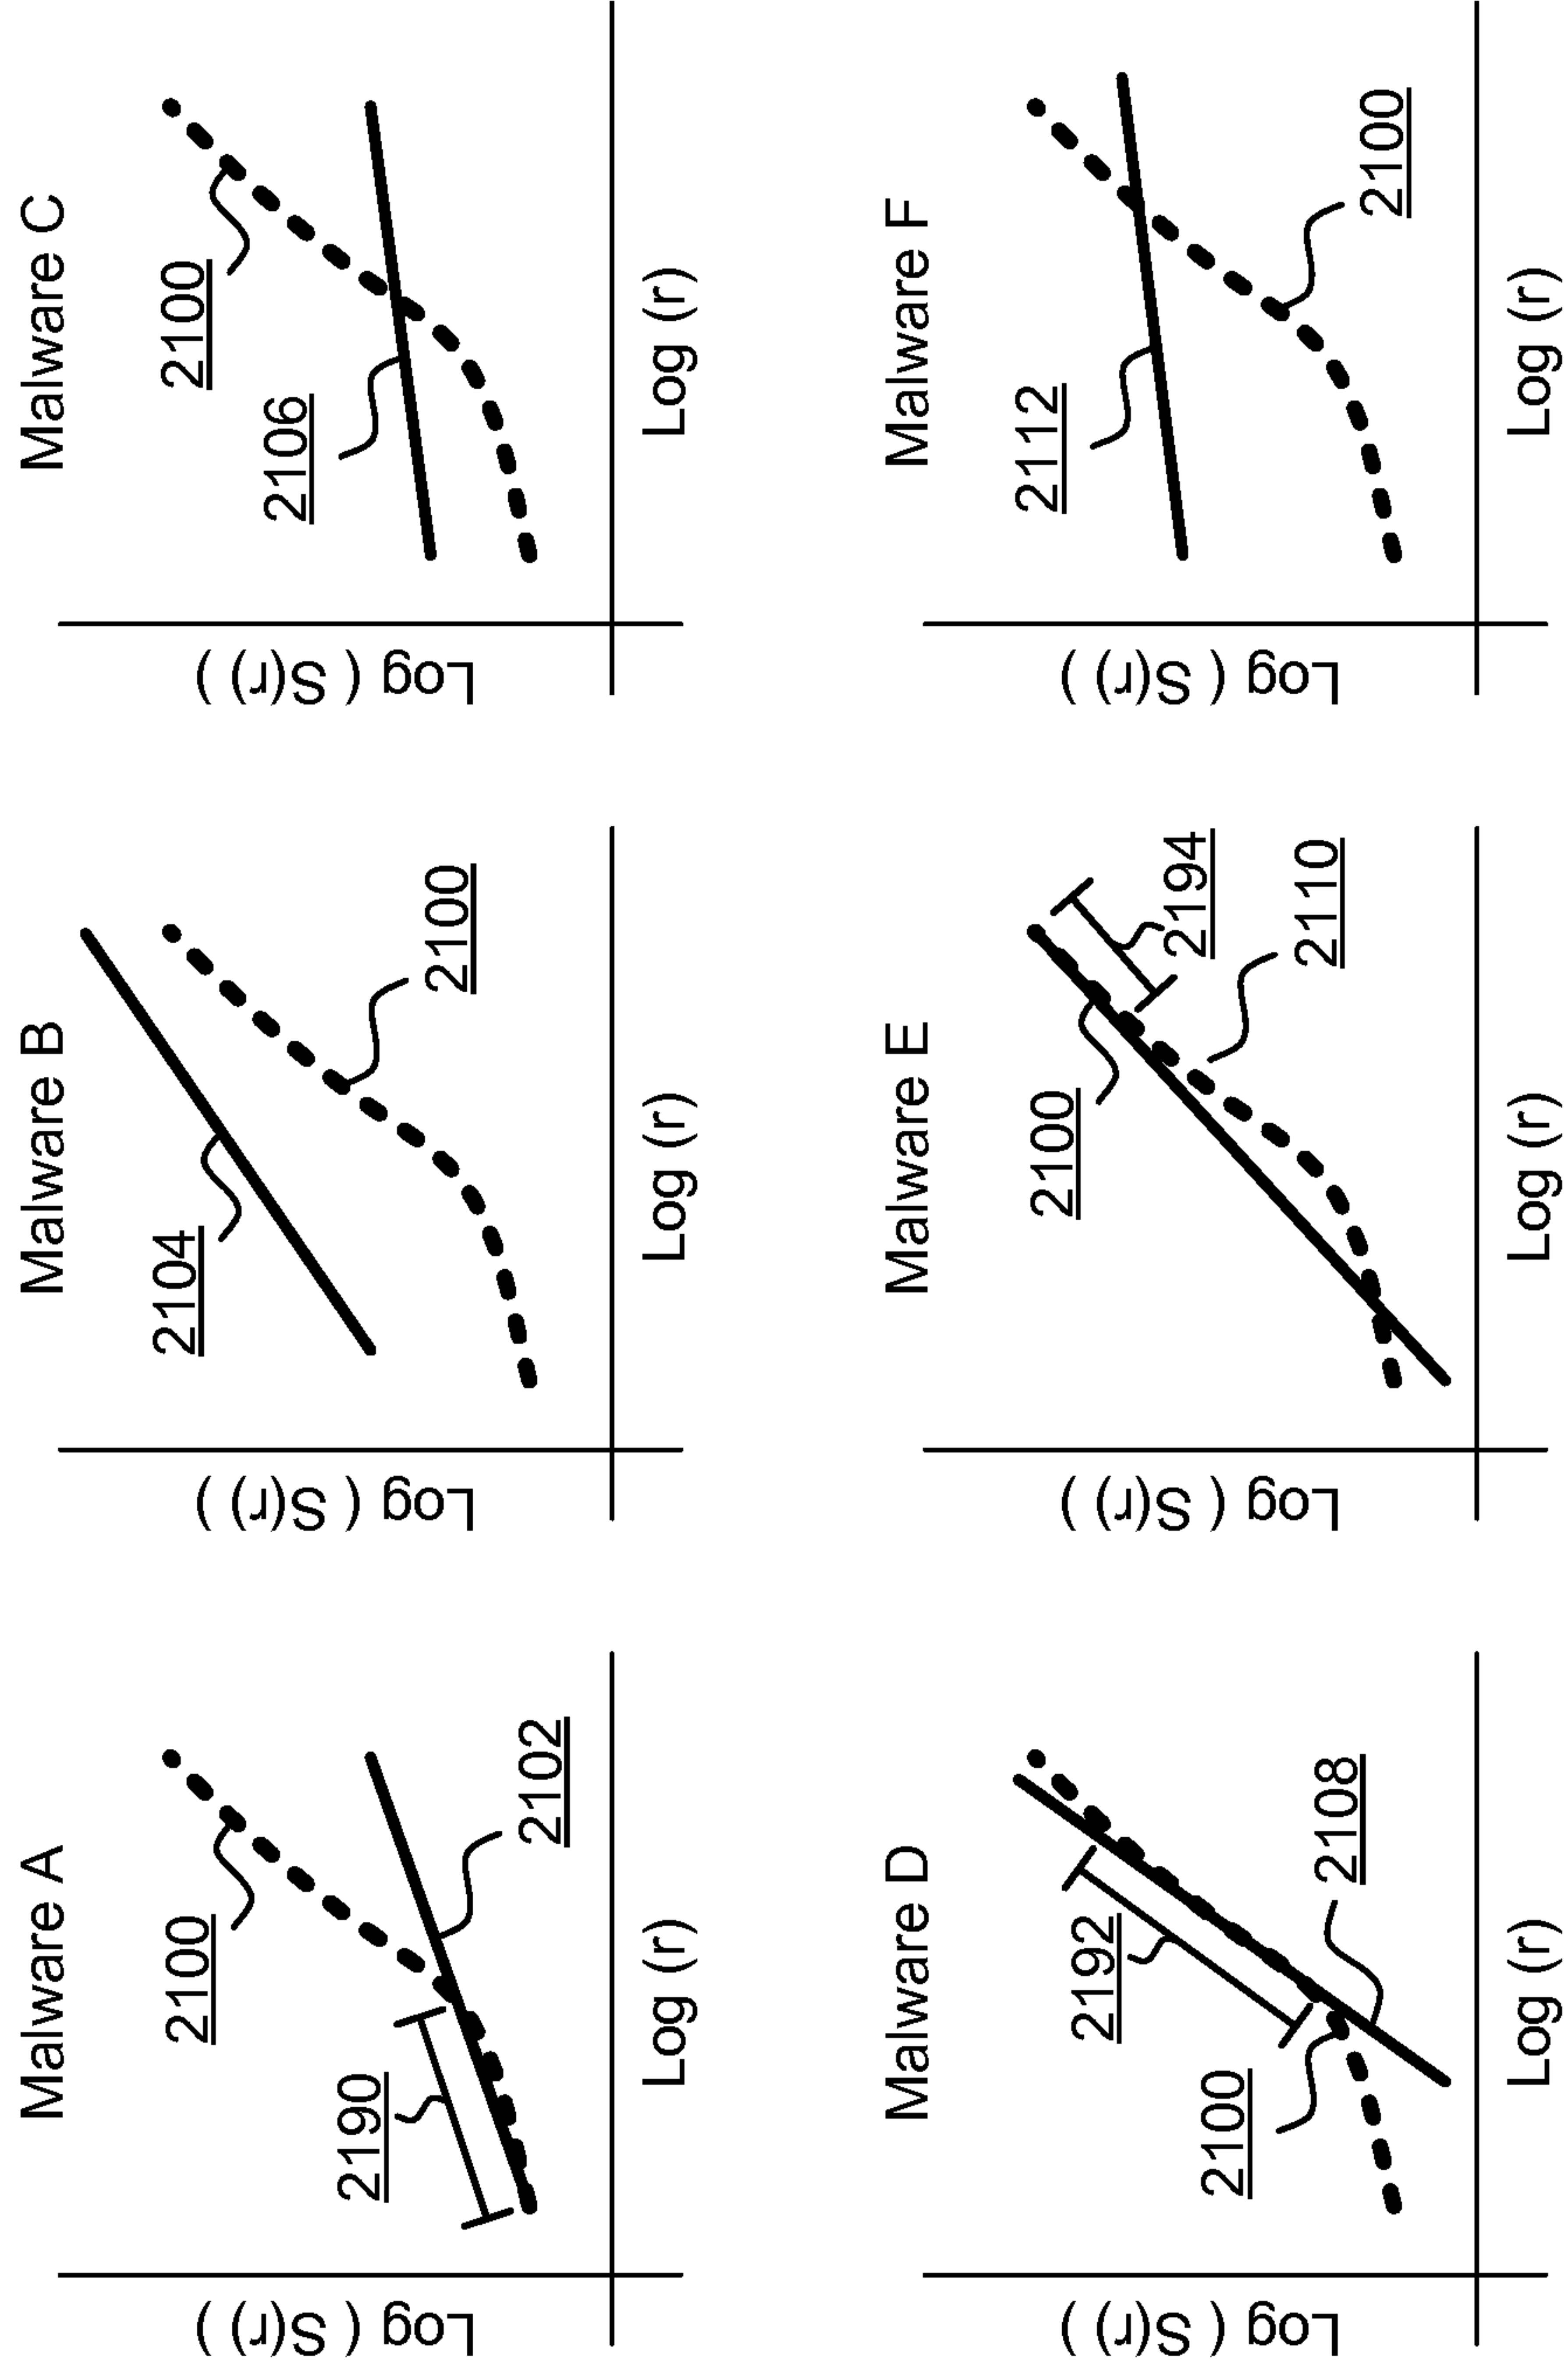 Malware A
2100
2190
2102
Log ( S(r) )
Log (r)
Malware B
2104
2100
Log ( S(r) )
Log (r)
Malware C
2100
2106
Log ( S(r) )
Log (r)
Malware D
2192
2100
2108
Log ( S(r) )
Log (r)
Malware E
2100
2194
2110
Log ( S(r) )
Log (r)
Malware F
2112
2100
Log ( S(r) )
Log (r)